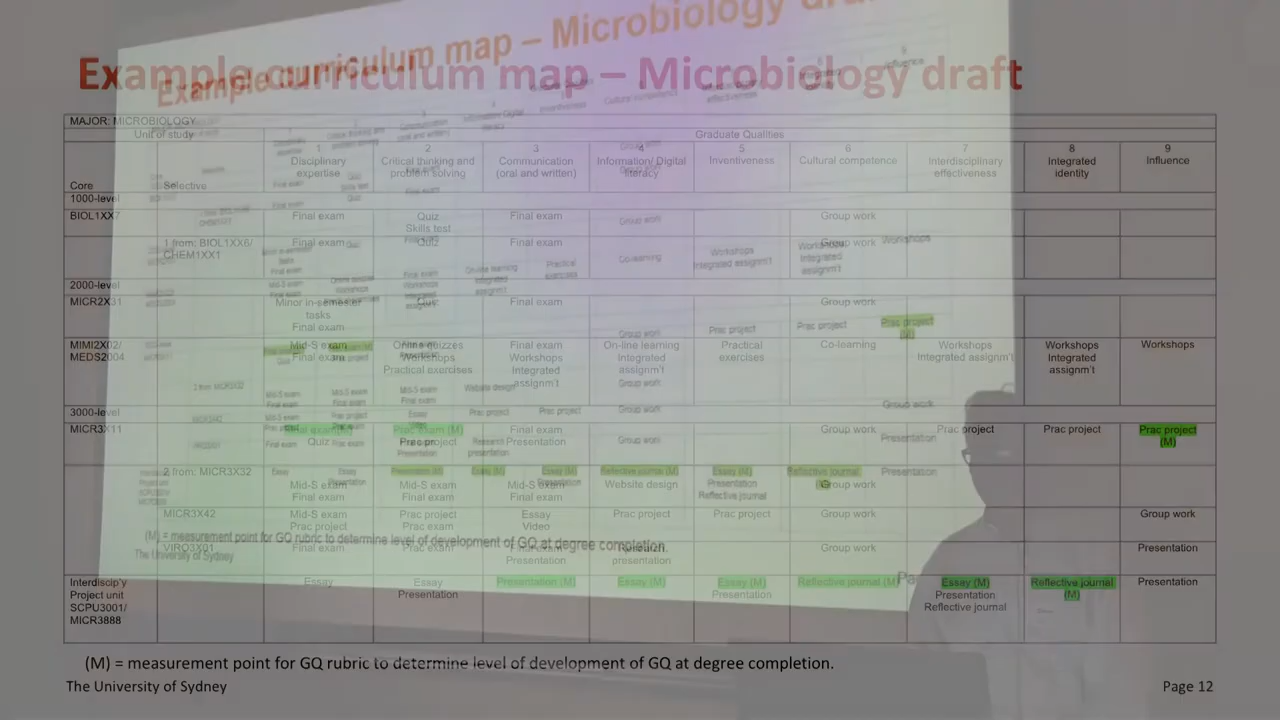 Example curriculum map – Microbiology draft
MAJOR: MICROBIOLOGY
Unit of study Graduate Qualities
1 2 3 4 5 6 7 8 9
Core Selective Disciplinary expertise Critical thinking and problem solving Communication (oral and written) Information/ Digital literacy Inventiveness Cultural competence Interdisciplinary effectiveness Integrated identity Influence
1000-level
BIOL1XX7 Final exam Quiz Skills test Final exam Group work
1 from: BIOL1XX6/ CHEM1XX1 Final exam Quiz Final exam Group work
2000-level
MICR2X31 Minor in-semester tasks Final exam Quiz Final exam Group work
MIMI2X02/ MEDS2004 Mid-S exam Final exam Online quizzes Workshops Practical exercises Final exam Workshops Integrated assignm't On-line learning Integrated assignm't Practical exercises Co-learning Workshops Integrated assignm't Workshops Integrated assignm't Workshops
3000-level
MICR3X11 Final exam Quiz Prac exam (M) Prac project Final exam Presentation Group work Prac project Prac project Prac project (M)
2 from: MICR3X32 Mid-S exam Final exam Mid-S exam Final exam Mid-S exam Final exam Website design Group work
MICR3X42 Mid-S exam Prac project Prac project Prac exam Essay Video Prac project Prac project Group work Group work
VIRO3X01 Final exam Prac exam Presentation presentation Group work Presentation
Interdiscip'y Project unit SCPU3001/ MICR3888 Essay Essay Presentation Presentation (M) Essay (M) Essay (M) Presentation Reflective journal (M) Essay (M) Presentation Reflective journal Reflective journal (M) Presentation
(M) = measurement point for GQ rubric to determine level of development of GQ at degree completion.
The University of Sydney Page 12